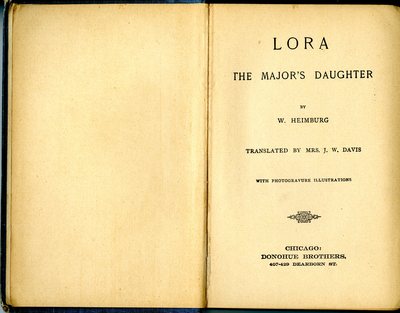 LORA
THE MAJOR'S DAUGHTER
BY
W. HEIMBURG
TRANSLATED BY MRS. J. W. DAVIS
WITH PHOTOGRAVURE ILLUSTRATIONS
CHICAGO:
DONOHUE BROTHERS,
407-429 DEARBORN ST.